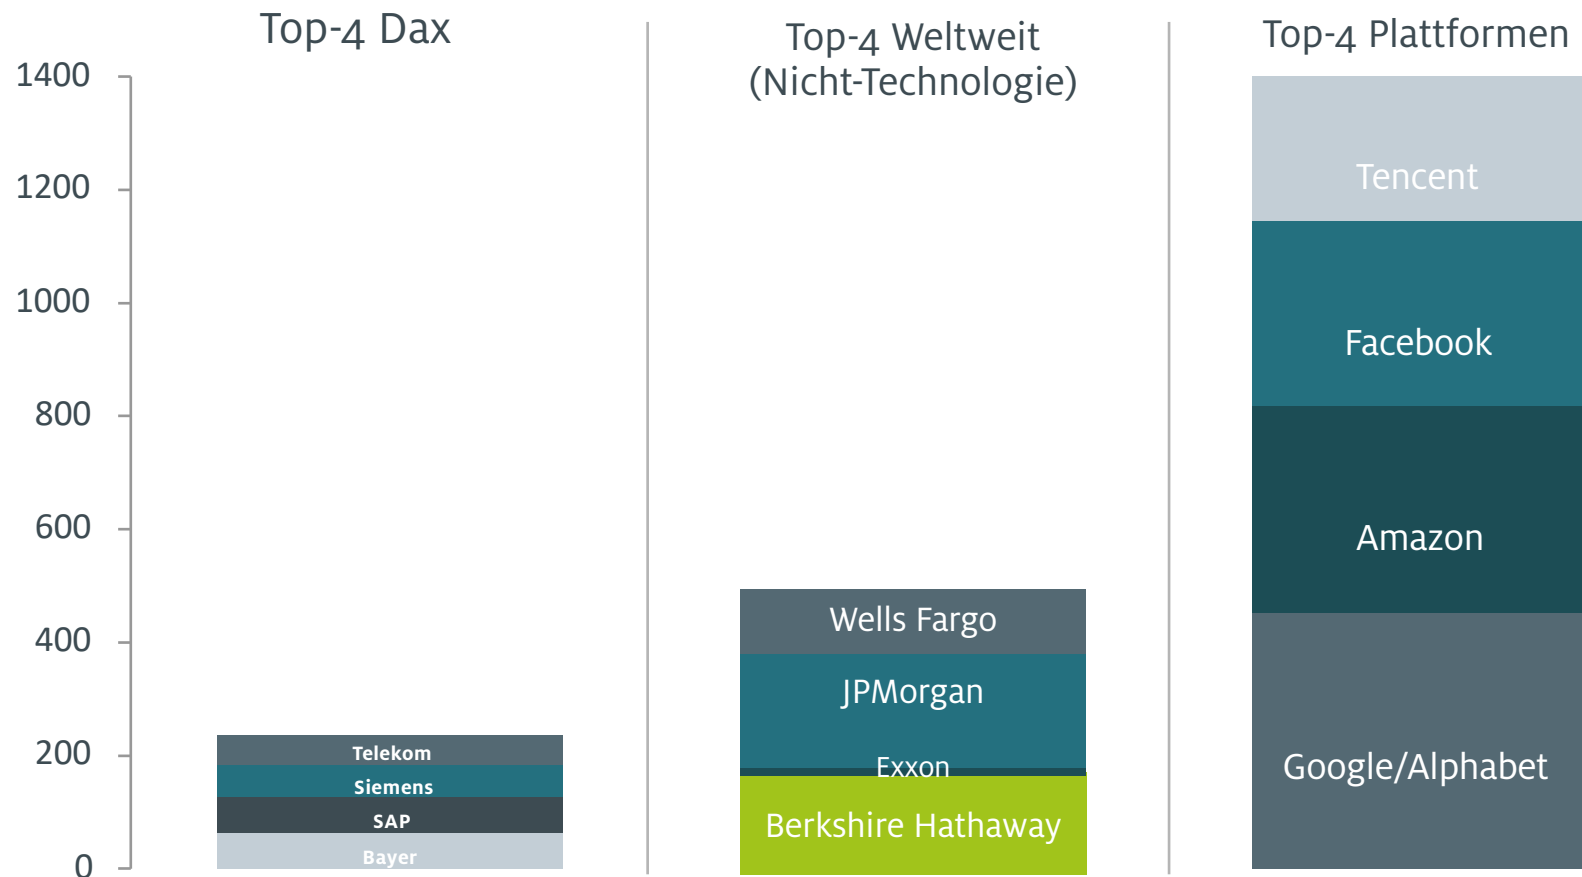 Top-4 Dax
Top-4 Weltweit
(Nicht-Technologie)
Top-4 Plattformen
1400
1200
1000
800
600
400
200
0
Telekom
Siemens
SAP
Bayer
Wells Fargo
JPMorgan
Exxon
Berkshire Hathaway
Tencent
Facebook
Amazon
Google/Alphabet